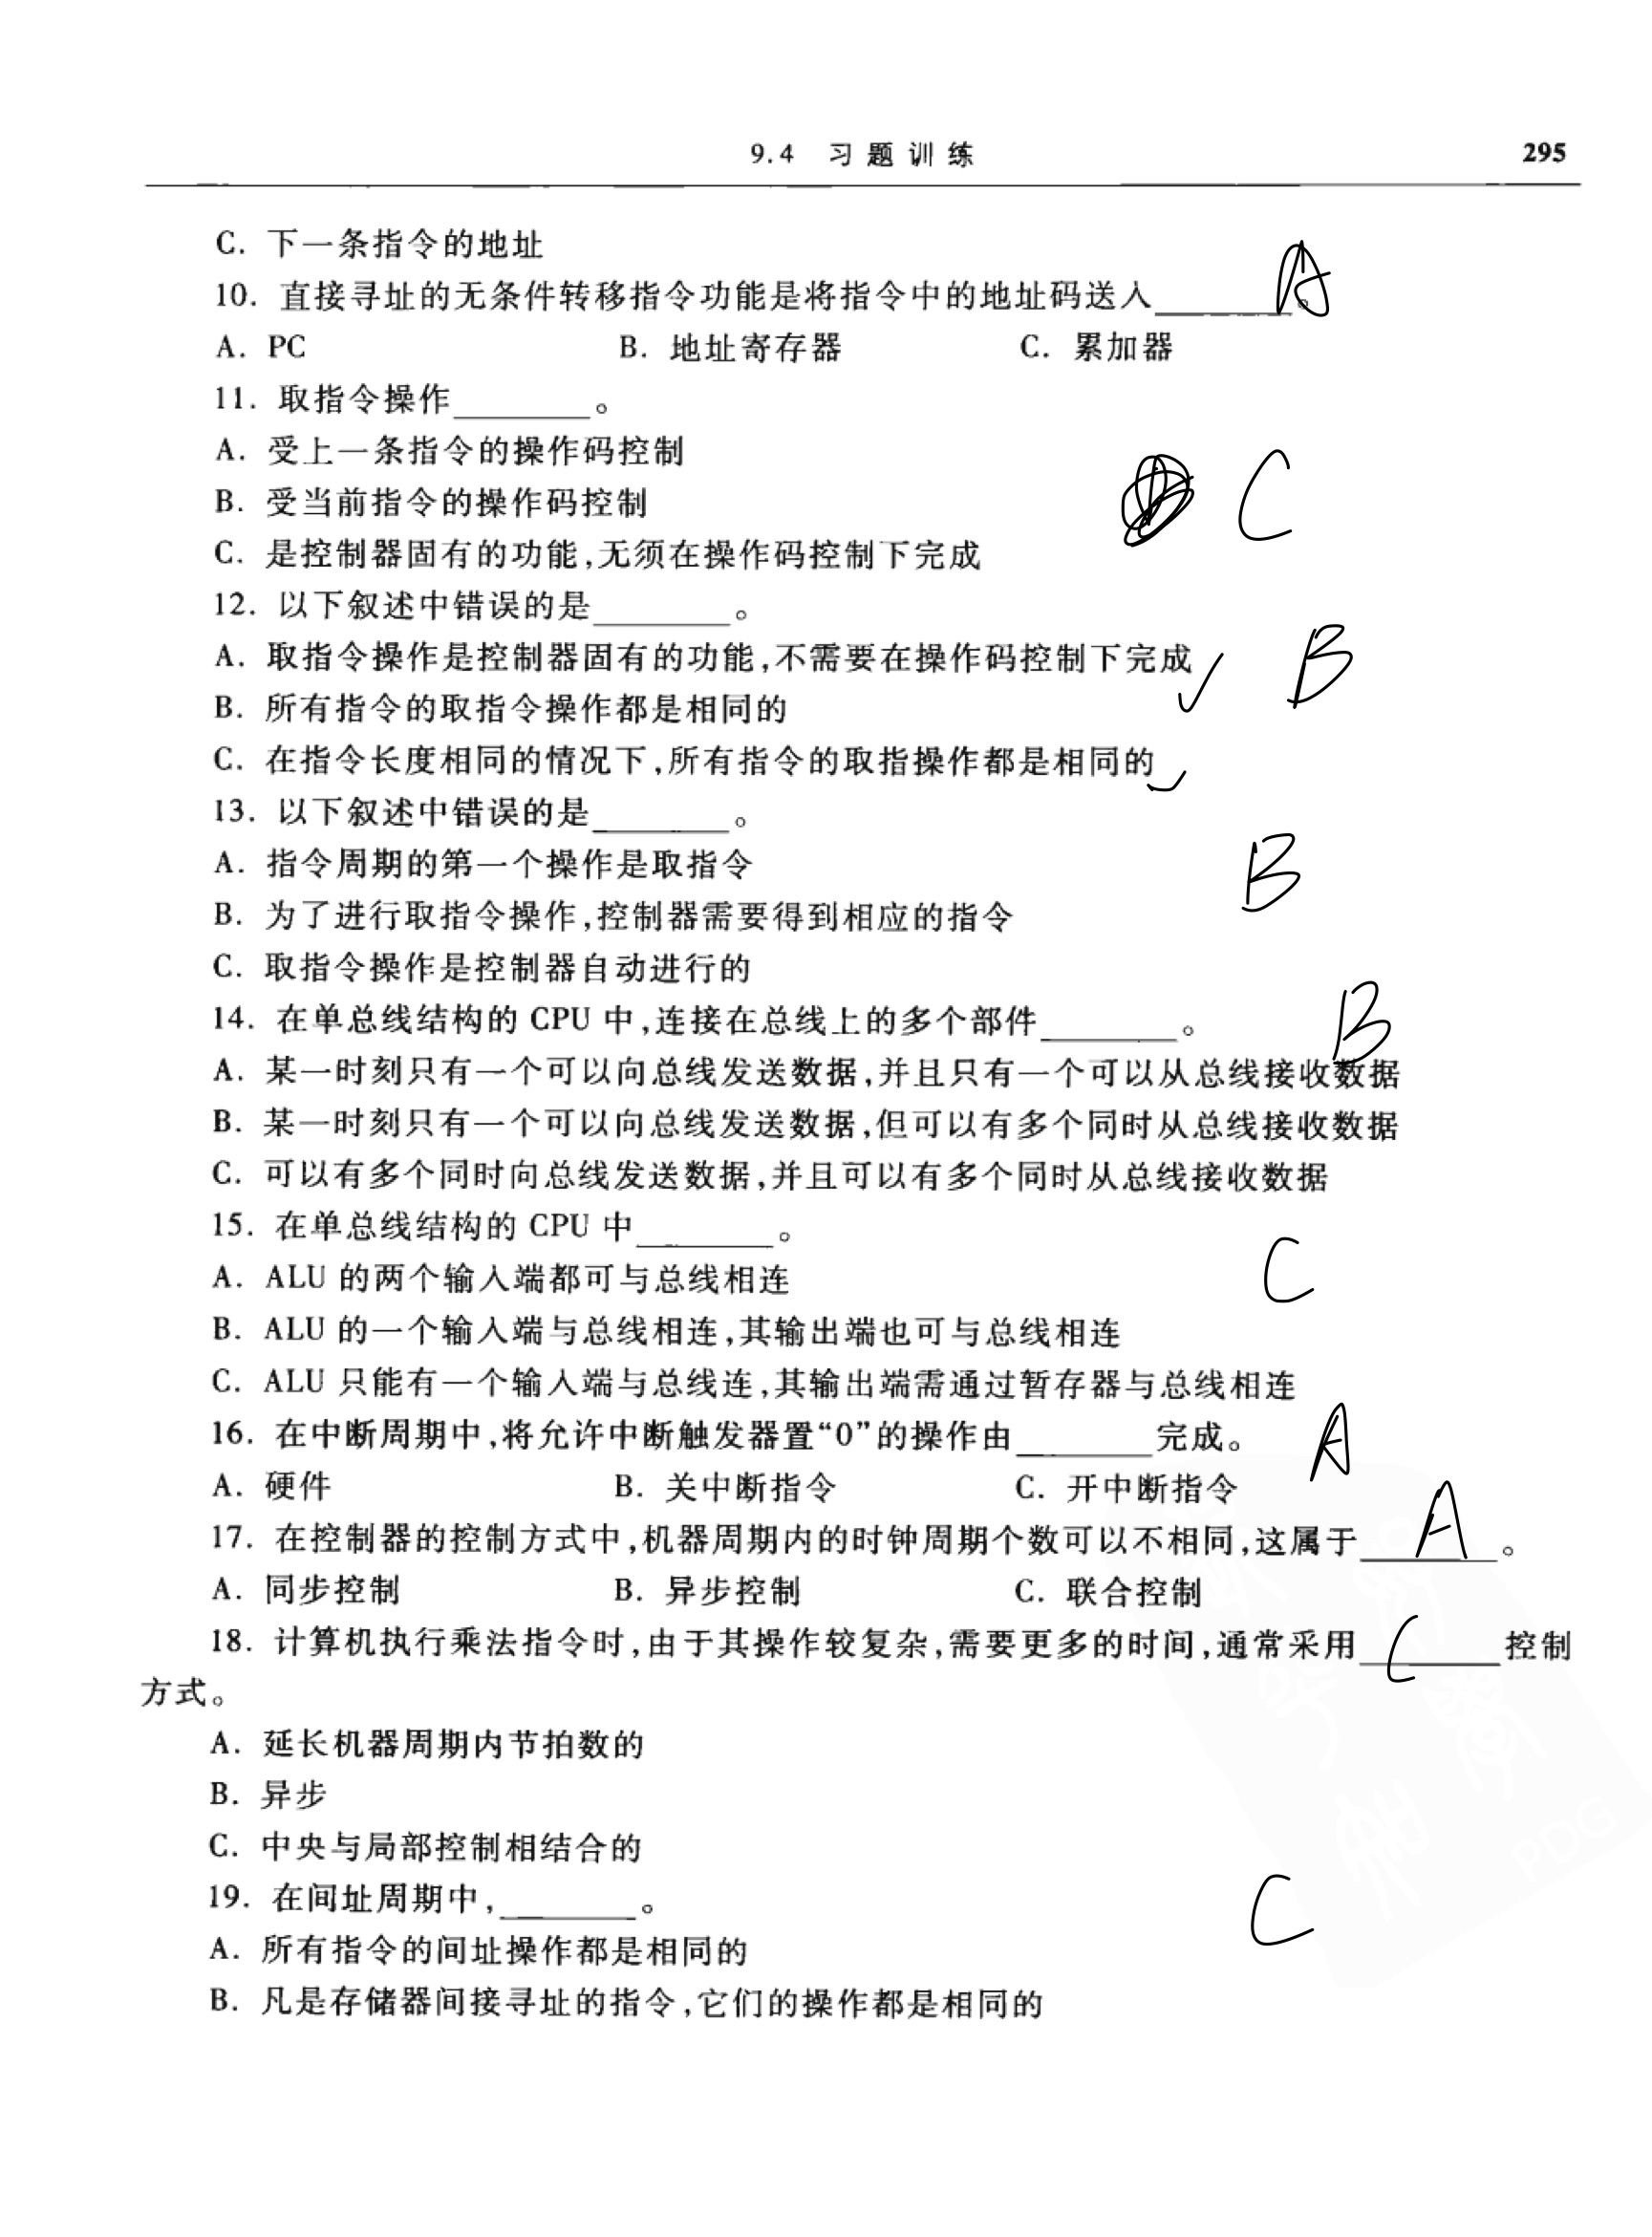 9.4 习题训练 295
C. 下一条指令的地址
10. 直接寻址的无条件转移指令功能是将指令中的地址码送入________。 A
A. PC B. 地址寄存器 C. 累加器
11. 取指令操作________。
A. 受上一条指令的操作码控制
B. 受当前指令的操作码控制 C
C. 是控制器固有的功能,无须在操作码控制下完成
12. 以下叙述中错误的是________。
A. 取指令操作是控制器固有的功能,不需要在操作码控制下完成 ✓ B
B. 所有指令的取指令操作都是相同的
C. 在指令长度相同的情况下,所有指令的取指操作都是相同的 ✓
13. 以下叙述中错误的是________。
A. 指令周期的第一个操作是取指令 B
B. 为了进行取指令操作,控制器需要得到相应的指令
C. 取指令操作是控制器自动进行的
14. 在单总线结构的 CPU 中,连接在总线上的多个部件________。 B
A. 某一时刻只有一个可以向总线发送数据,并且只有一个可以从总线接收数据
B. 某一时刻只有一个可以向总线发送数据,但可以有多个同时从总线接收数据
C. 可以有多个同时向总线发送数据,并且可以有多个同时从总线接收数据
15. 在单总线结构的 CPU 中________。
A. ALU 的两个输入端都可与总线相连 C
B. ALU 的一个输入端与总线相连,其输出端也可与总线相连
C. ALU 只能有一个输入端与总线连,其输出端需通过暂存器与总线相连
16. 在中断周期中,将允许中断触发器置“0”的操作由________完成。 A
A. 硬件 B. 关中断指令 C. 开中断指令
17. 在控制器的控制方式中,机器周期内的时钟周期个数可以不相同,这属于________。 A
A. 同步控制 B. 异步控制 C. 联合控制
18. 计算机执行乘法指令时,由于其操作较复杂,需要更多的时间,通常采用____C____控制
方式。
A. 延长机器周期内节拍数的
B. 异步
C. 中央与局部控制相结合的
19. 在间址周期中,________。 C
A. 所有指令的间址操作都是相同的
B. 凡是存储器间接寻址的指令,它们的操作都是相同的
PDG